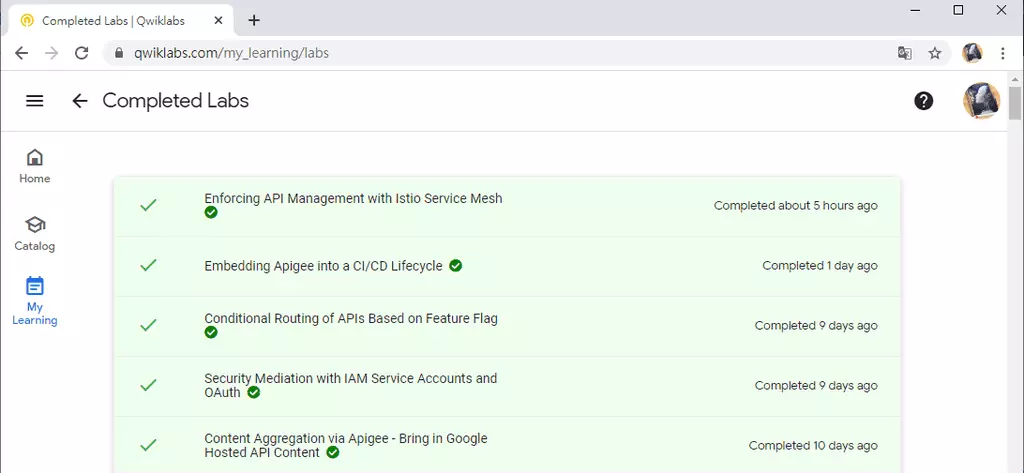 Completed Labs | Qwiklabs
qwiklabs.com/my_learning/labs
Completed Labs
Home
Catalog
My
Learning
Enforcing API Management with Istio Service Mesh
Completed about 5 hours ago
Embedding Apigee into a CI/CD Lifecycle
Completed 1 day ago
Conditional Routing of APIs Based on Feature Flag
Completed 9 days ago
Security Mediation with IAM Service Accounts and
OAuth
Completed 9 days ago
Content Aggregation via Apigee - Bring in Google
Hosted API Content
Completed 10 days ago